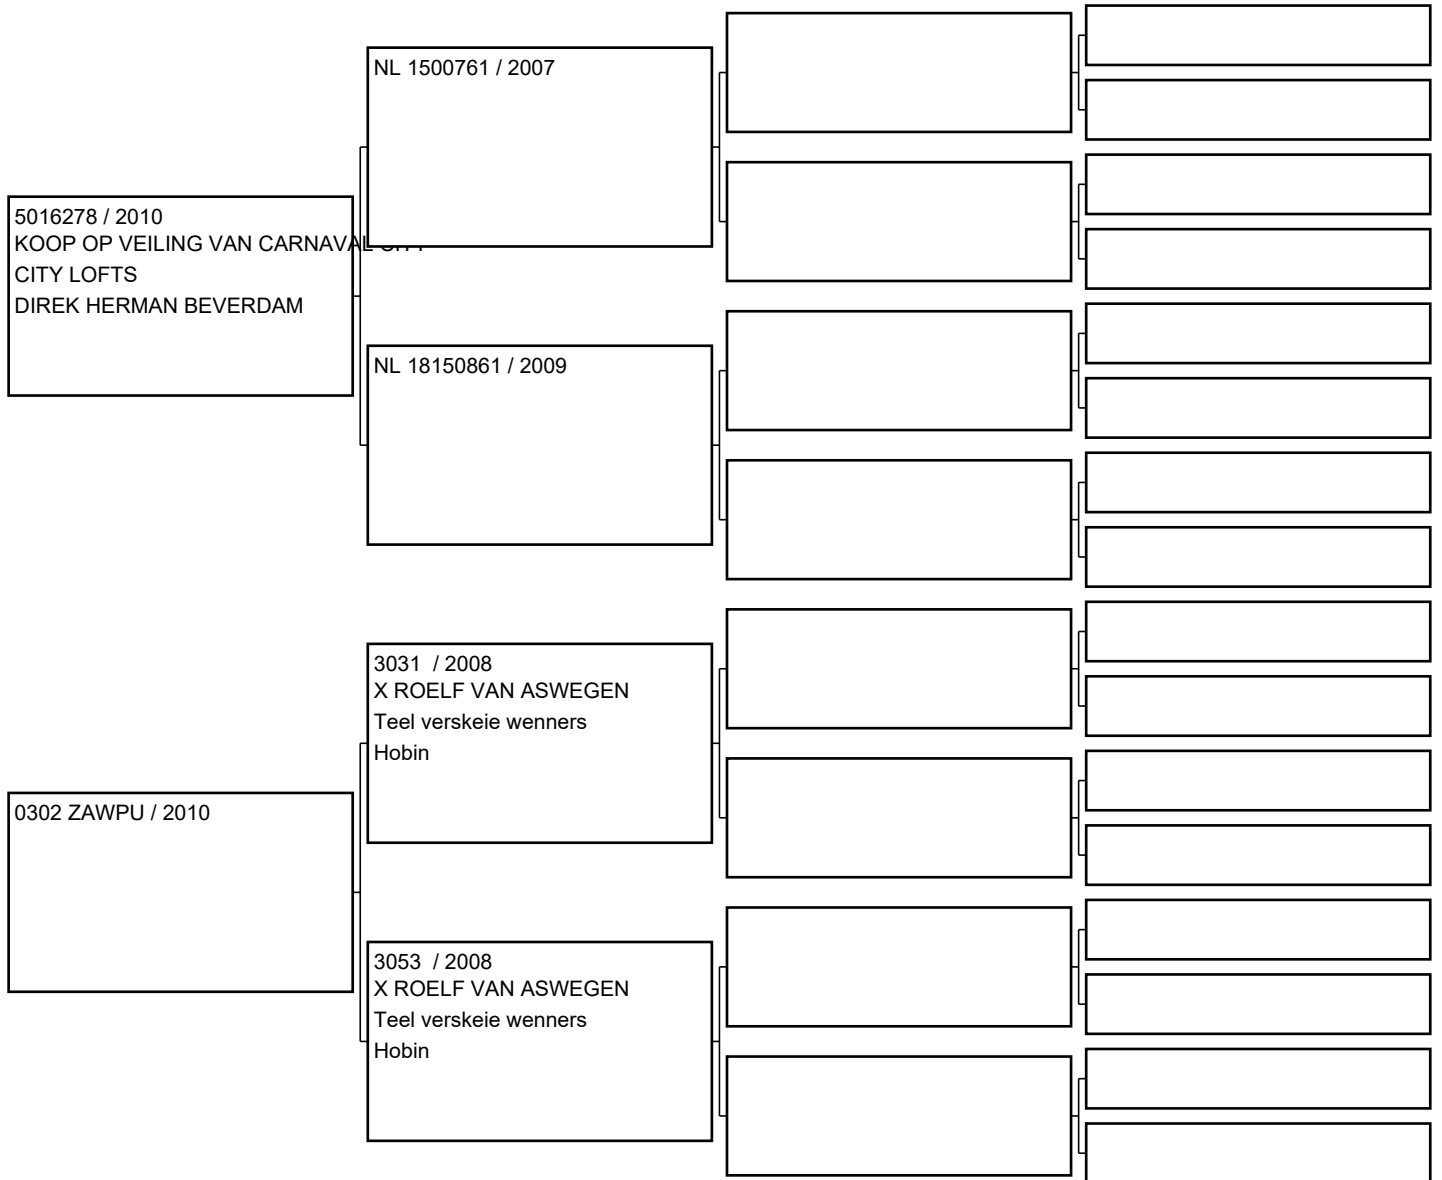 NL 1500761 / 2007
5016278 / 2010
KOOP OP VEILING VAN CARNAVAL CITY
CITY LOFTS
DIREK HERMAN BEVERDAM
NL 18150861 / 2009
3031 / 2008
X ROELF VAN ASWEGEN
Teel verskeie wenners
Hobin
0302 ZAWPU / 2010
3053 / 2008
X ROELF VAN ASWEGEN
Teel verskeie wenners
Hobin